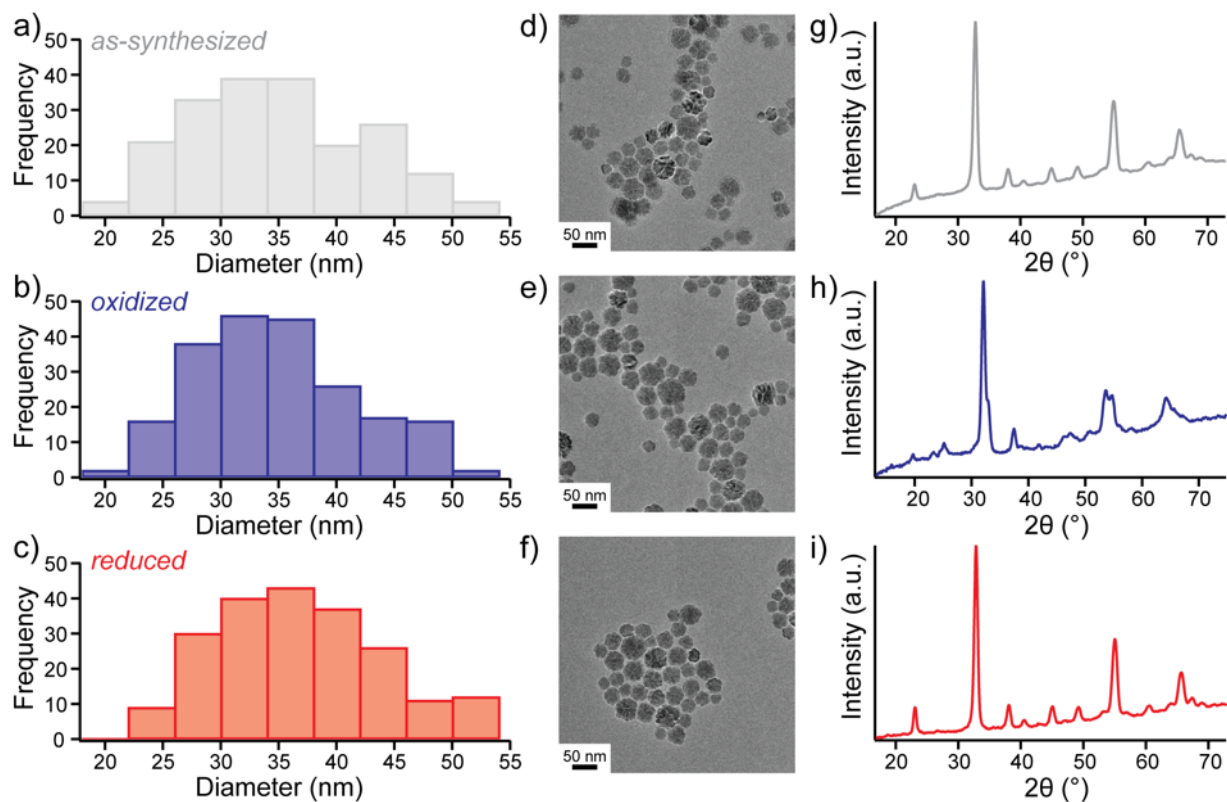 a)
as-synthesized
Frequency
50
40
30
20
10
0
20 25 30 35 40 45 50 55
Diameter (nm)
d)
50 nm
g)
Intensity (a.u.)
20 30 40 50 60 70
2θ (°)
b)
oxidized
Frequency
50
40
30
20
10
0
20 25 30 35 40 45 50 55
Diameter (nm)
e)
50 nm
h)
Intensity (a.u.)
20 30 40 50 60 70
2θ (°)
c)
reduced
Frequency
50
40
30
20
10
0
20 25 30 35 40 45 50 55
Diameter (nm)
f)
50 nm
i)
Intensity (a.u.)
20 30 40 50 60 70
2θ (°)